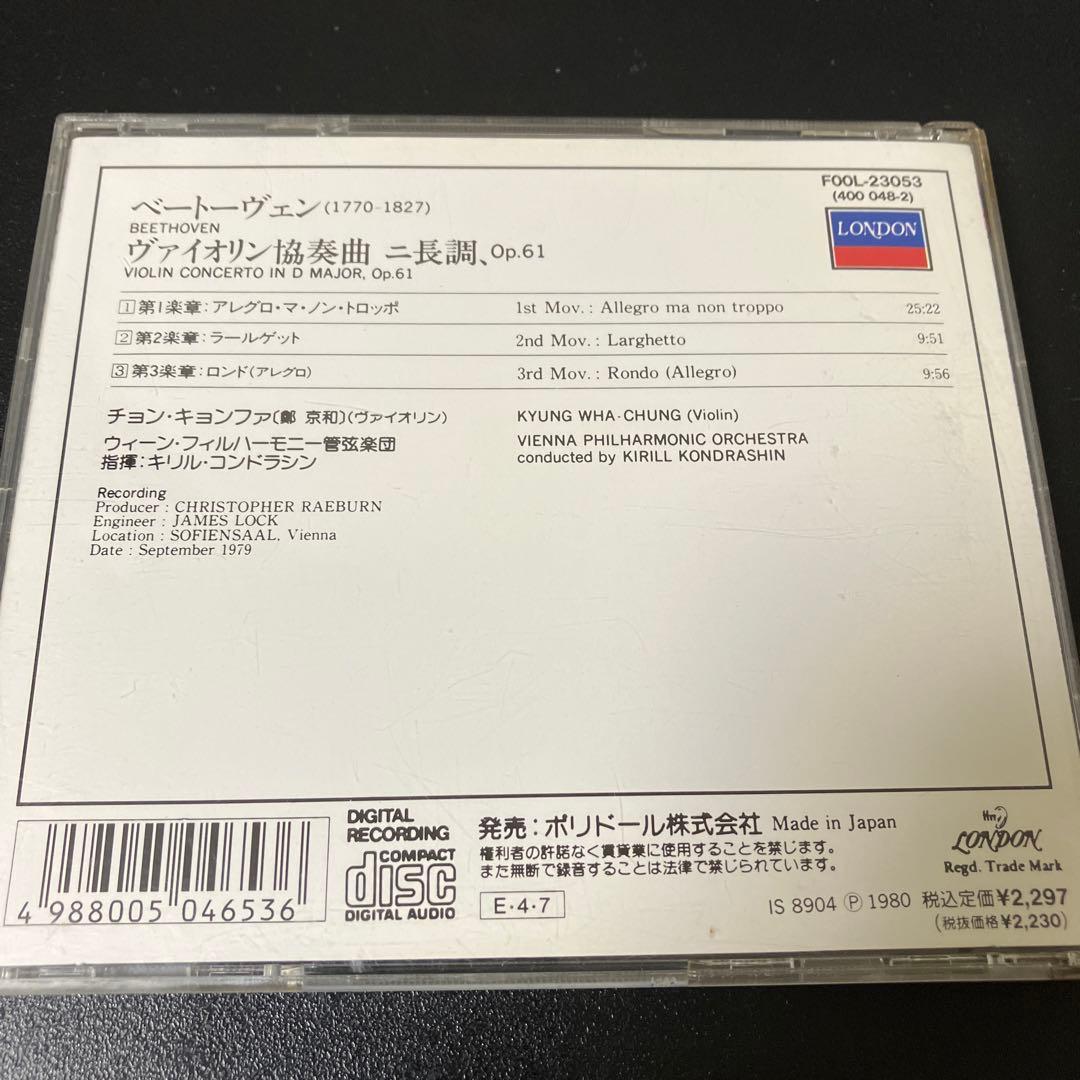 F00L-23053
(400 048-2)
LONDON
ベートーヴェン(1770-1827)
BEETHOVEN
ヴァイオリン協奏曲 ニ長調、Op.61
VIOLIN CONCERTO IN D MAJOR, Op.61
1 第1楽章：アレグロ・マ・ノン・トロッポ 1st Mov. : Allegro ma non troppo 25:22
2 第2楽章：ラールゲット 2nd Mov. : Larghetto 9:51
3 第3楽章：ロンド(アレグロ) 3rd Mov. : Rondo (Allegro) 9:56
チョン・キョンファ〔鄭 京和〕(ヴァイオリン) KYUNG WHA-CHUNG (Violin)
ウィーン・フィルハーモニー管弦楽団 VIENNA PHILHARMONIC ORCHESTRA
指揮：キリル・コンドラシン conducted by KIRILL KONDRASHIN
Recording
Producer : CHRISTOPHER RAEBURN
Engineer : JAMES LOCK
Location : SOFIENSAAL, Vienna
Date : September 1979
4 988005 046536
DIGITAL
RECORDING
COMPACT
disc
DIGITAL AUDIO
発売：ポリドール株式会社 Made in Japan
権利者の許諾なく賃貸業に使用することを禁じます。
また無断で録音することは法律で禁じられています。
E・4・7
LONDON
Regd. Trade Mark
IS 8904 Ⓟ 1980 税込定価¥2,297
(税抜価格¥2,230)